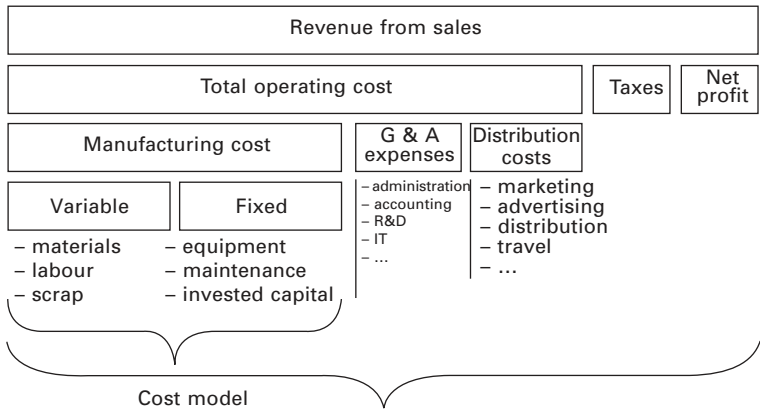 Revenue from sales
Total operating cost
Taxes
Net
profit
Manufacturing cost
G & A
expenses
Distribution
costs
Variable
Fixed
– materials
– labour
– scrap
– equipment
– maintenance
– invested capital
– administration
– accounting
– R&D
– IT
– ...
– marketing
– advertising
– distribution
– travel
– ...
Cost model